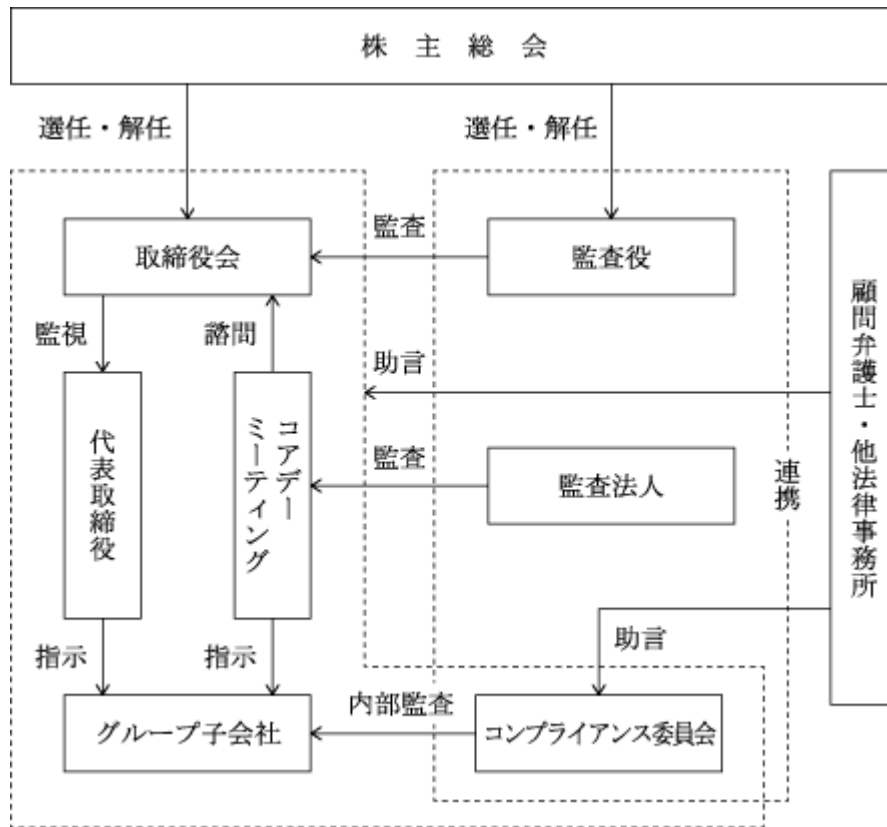 株主総会
選任・解任
選任・解任
取締役会
監査
監査役
監視
諮問
助言
代表取締役
コアデー
ミーティング
監査
監査法人
連携
顧問弁護士・他法律事務所
指示
指示
助言
グループ子会社
内部監査
コンプライアンス委員会